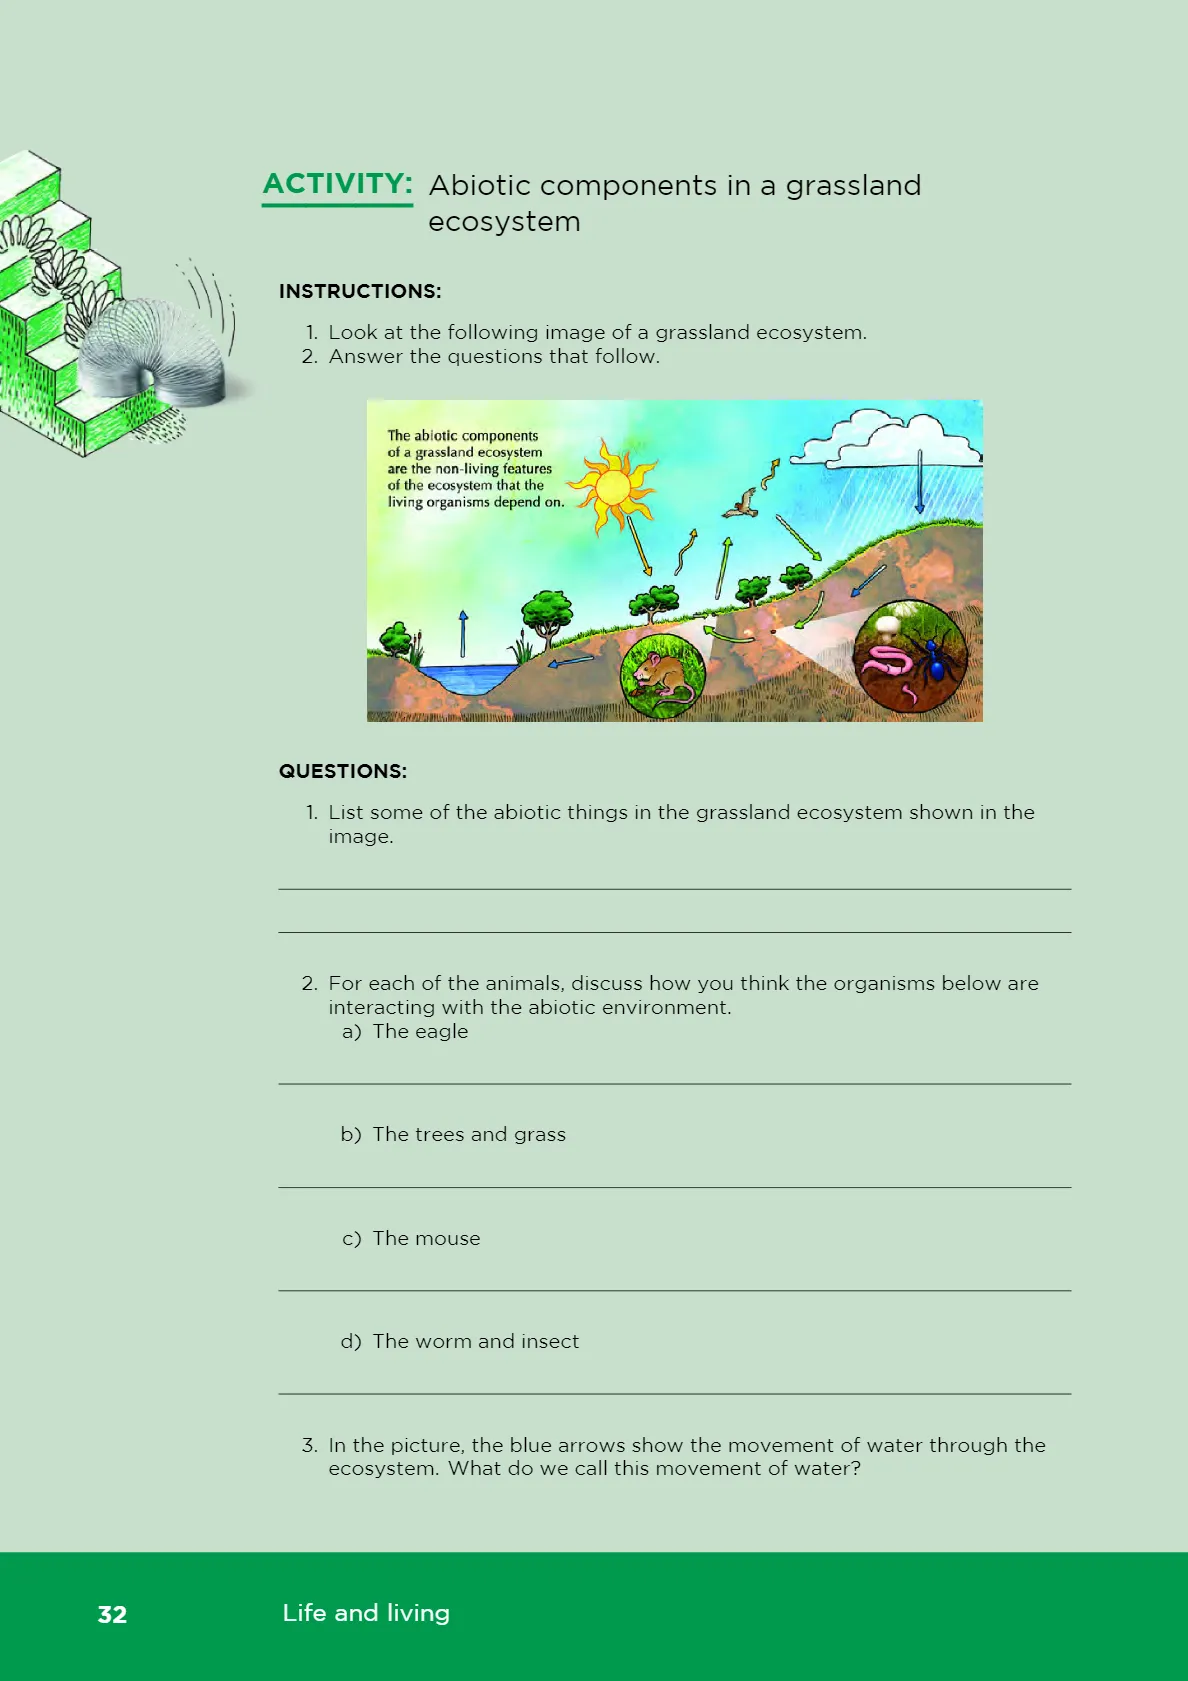 ACTIVITY: Abiotic components in a grassland
ecosystem
INSTRUCTIONS:
1. Look at the following image of a grassland ecosystem.
2. Answer the questions that follow.
The abiotic components
of a grassland ecosystem
are the non-living features
of the ecosystem that the
living organisms depend on.
QUESTIONS:
1. List some of the abiotic things in the grassland ecosystem shown in the
image.
2. For each of the animals, discuss how you think the organisms below are
interacting with the abiotic environment.
a) The eagle
b) The trees and grass
c) The mouse
d) The worm and insect
3. In the picture, the blue arrows show the movement of water through the
ecosystem. What do we call this movement of water?
32 Life and living